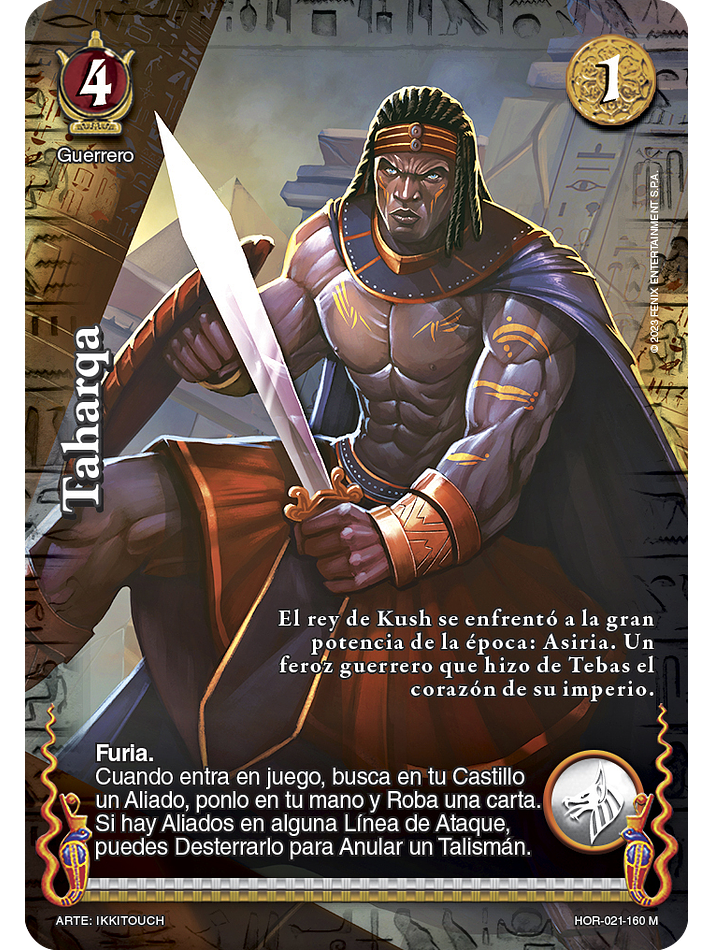 4
1
Guerrero
© 2023 FENIX ENTERTAINMENT S.P.A.
Taharqa
El rey de Kush se enfrentó a la gran
potencia de la época: Asiria. Un
feroz guerrero que hizo de Tebas el
corazón de su imperio.
Furia.
Cuando entra en juego, busca en tu Castillo
un Aliado, ponlo en tu mano y Roba una carta.
Si hay Aliados en alguna Línea de Ataque,
puedes Desterrarlo para Anular un Talismán.
ARTE: IKKITOUCH
HOR-021-160 M